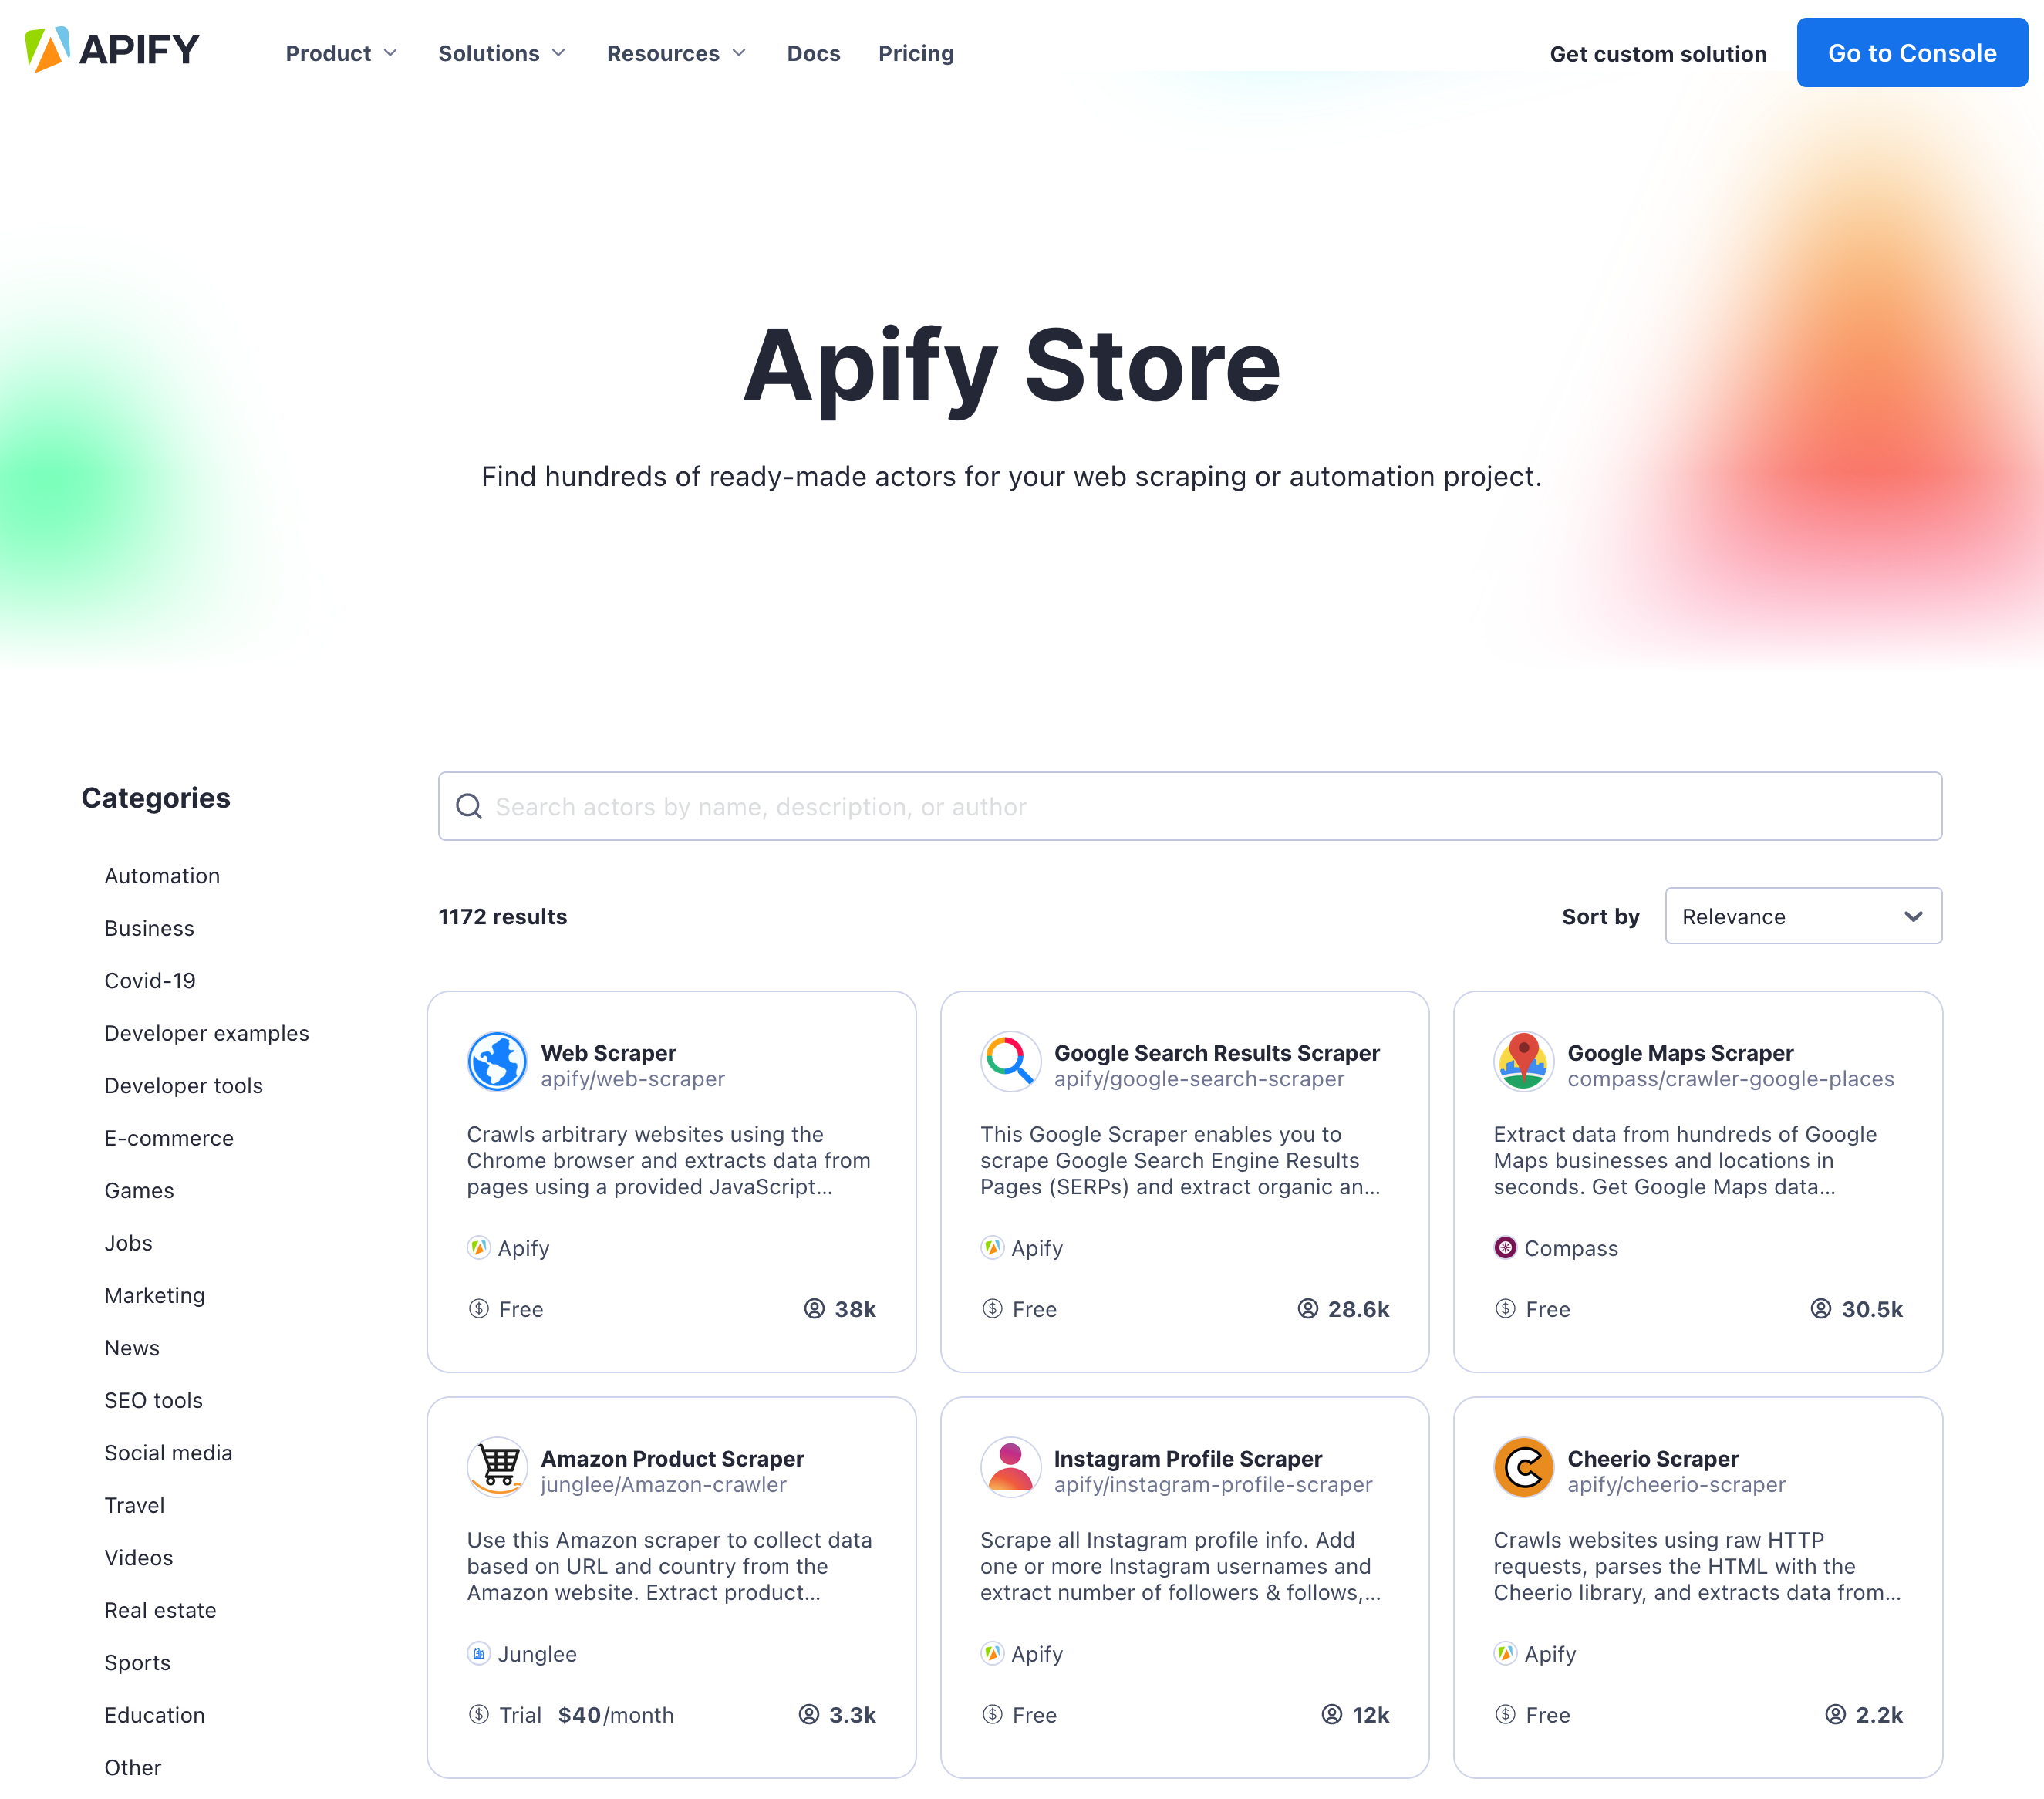 APIFY
Product
Solutions
Resources
Docs
Pricing
Get custom solution
Go to Console
Apify Store
Find hundreds of ready-made actors for your web scraping or automation project.
Categories
Automation
Business
Covid-19
Developer examples
Developer tools
E-commerce
Games
Jobs
Marketing
News
SEO tools
Social media
Travel
Videos
Real estate
Sports
Education
Other
Search actors by name, description, or author
1172 results
Sort by
Relevance
Web Scraper
apify/web-scraper
Crawls arbitrary websites using the
Chrome browser and extracts data from
pages using a provided JavaScript...
Apify
Free
38k
Google Search Results Scraper
apify/google-search-scraper
This Google Scraper enables you to
scrape Google Search Engine Results
Pages (SERPs) and extract organic an...
Apify
Free
28.6k
Google Maps Scraper
compass/crawler-google-places
Extract data from hundreds of Google
Maps businesses and locations in
seconds. Get Google Maps data...
Compass
Free
30.5k
Amazon Product Scraper
junglee/Amazon-crawler
Use this Amazon scraper to collect data
based on URL and country from the
Amazon website. Extract product...
Junglee
Trial $40/month
3.3k
Instagram Profile Scraper
apify/instagram-profile-scraper
Scrape all Instagram profile info. Add
one or more Instagram usernames and
extract number of followers & follows,...
Apify
Free
12k
Cheerio Scraper
apify/cheerio-scraper
Crawls websites using raw HTTP
requests, parses the HTML with the
Cheerio library, and extracts data from...
Apify
Free
2.2k